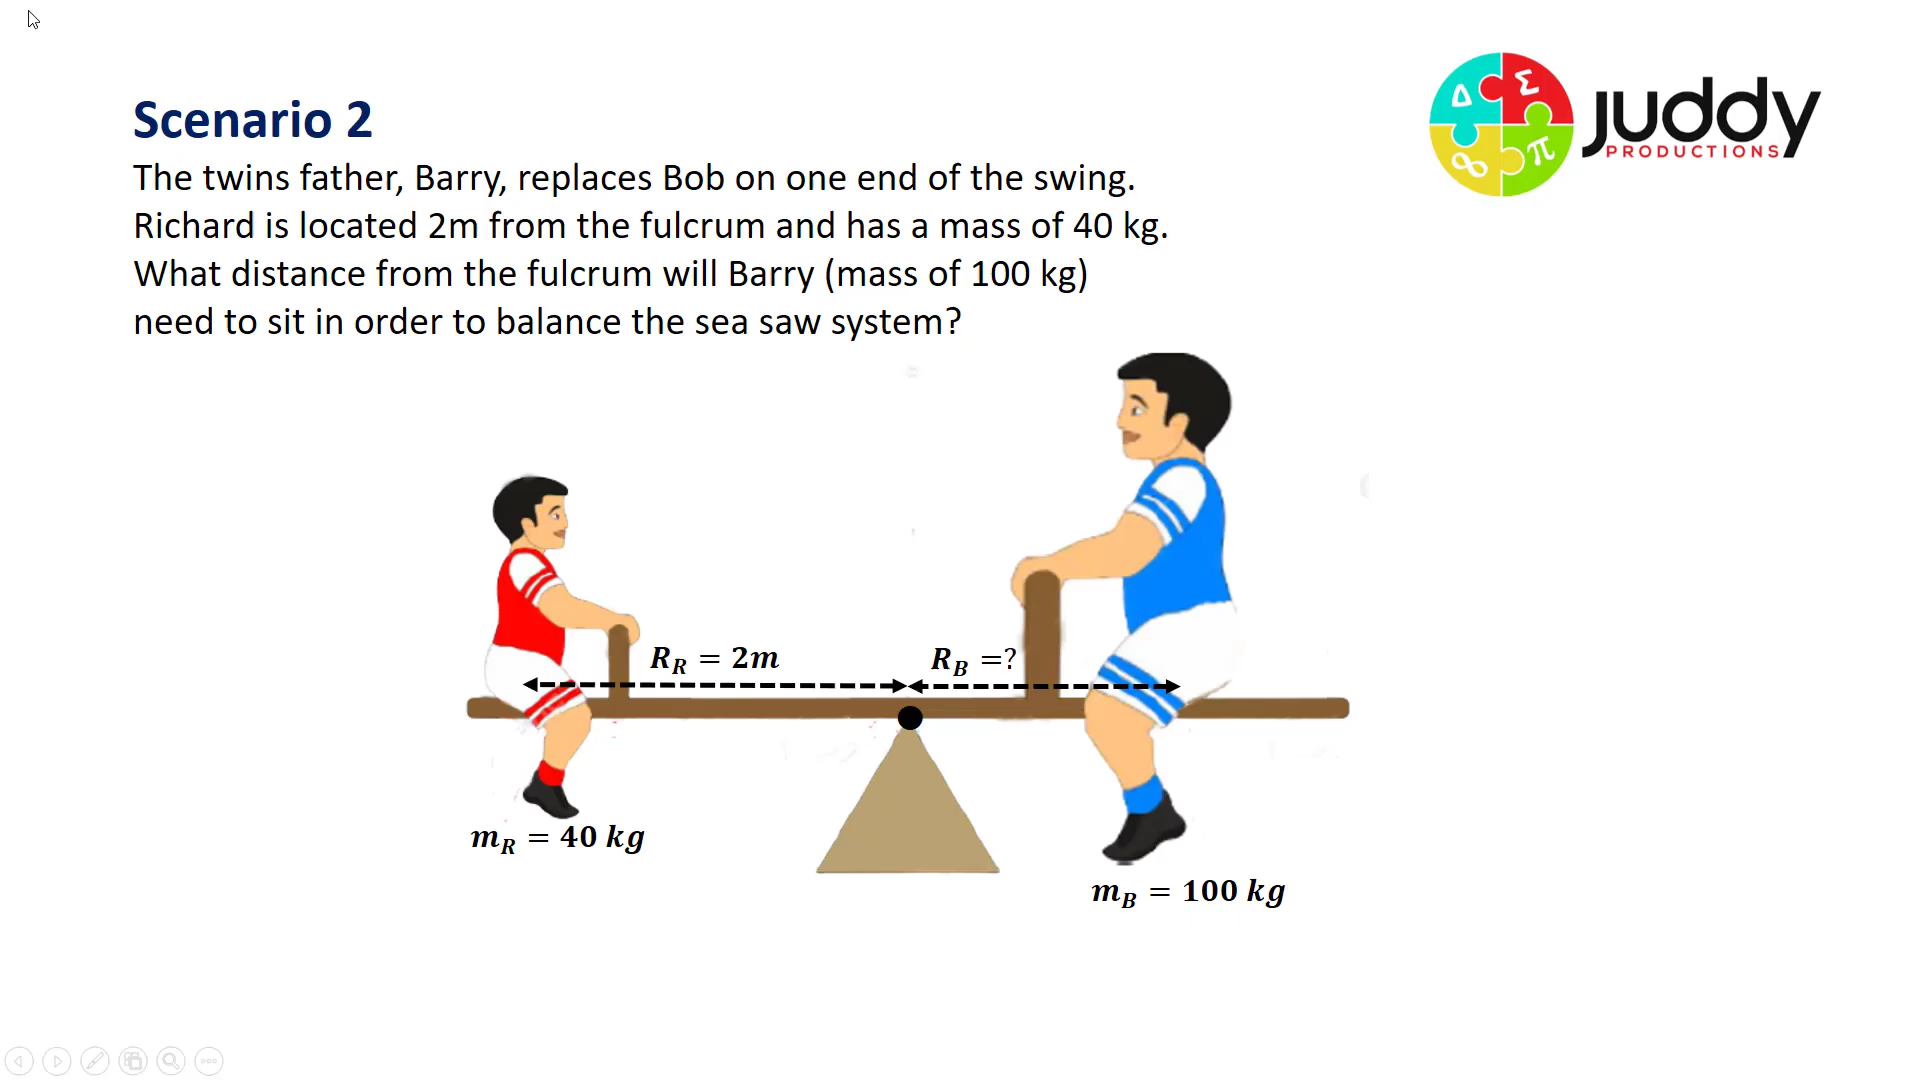 Δ Σ
∞ π
juddy
PRODUCTIONS
Scenario 2
The twins father, Barry, replaces Bob on one end of the swing.
Richard is located 2m from the fulcrum and has a mass of 40 kg.
What distance from the fulcrum will Barry (mass of 100 kg)
need to sit in order to balance the sea saw system?
R_R = 2m
R_B =?
m_R = 40 kg
m_B = 100 kg